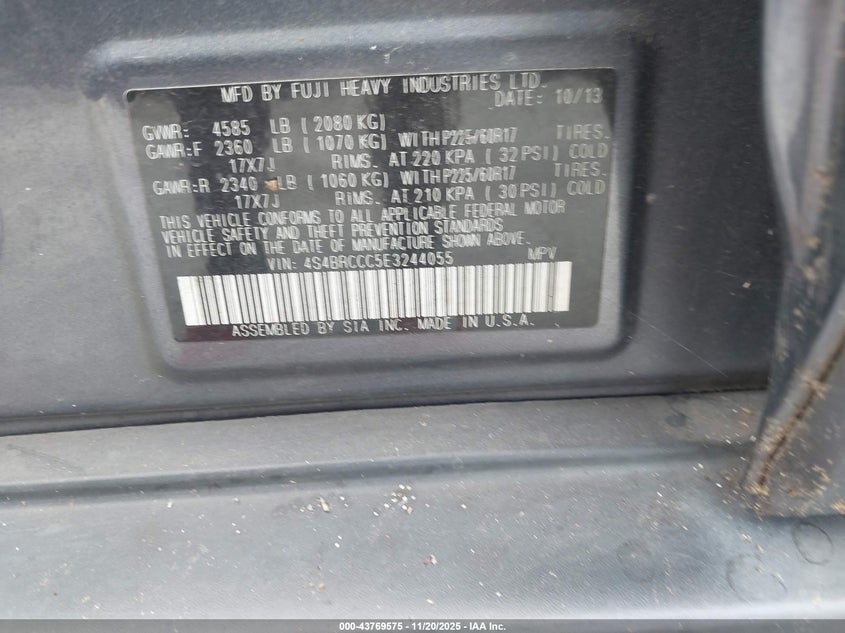 MFD BY FUJI HEAVY INDUSTRIES LTD.
DATE: 10/13
GVWR: 4585 LB ( 2080 KG)
GAWR:F 2360 LB ( 1070 KG) WITH P225/60R17 TIRES.
17X7J RIMS. AT 220 KPA ( 32 PSI) COLD
GAWR:R 2340 LB ( 1060 KG) WITH P225/60R17 TIRES.
17X7J RIMS. AT 210 KPA ( 30 PSI) COLD
THIS VEHICLE CONFORMS TO ALL APPLICABLE FEDERAL MOTOR
VEHICLE SAFETY AND THEFT PREVENTION STANDARDS
IN EFFECT ON THE DATE OF MANUFACTURE SHOWN ABOVE.
VIN: 4S4BRCCC5E3244055 MPV
ASSEMBLED BY SIA INC. MADE IN U.S.A.
000-43769575 - 11/20/2025 - IAA Inc.